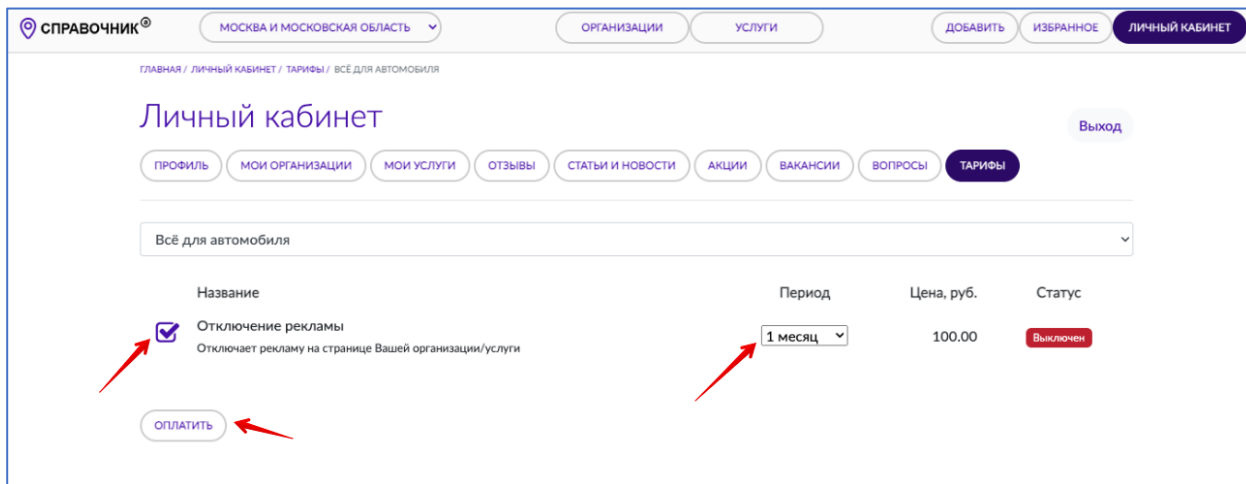 СПРАВОЧНИК®
МОСКВА И МОСКОВСКАЯ ОБЛАСТЬ
ОРГАНИЗАЦИИ
УСЛУГИ
ДОБАВИТЬ
ИЗБРАННОЕ
ЛИЧНЫЙ КАБИНЕТ
ГЛАВНАЯ / ЛИЧНЫЙ КАБИНЕТ / ТАРИФЫ / ВСЁ ДЛЯ АВТОМОБИЛЯ
Личный кабинет
Выход
ПРОФИЛЬ
МОИ ОРГАНИЗАЦИИ
МОИ УСЛУГИ
ОТЗЫВЫ
СТАТЬИ И НОВОСТИ
АКЦИИ
ВАКАНСИИ
ВОПРОСЫ
ТАРИФЫ
Всё для автомобиля
Название
Период
Цена, руб.
Статус
Отключение рекламы
Отключает рекламу на странице Вашей организации/услуги
1 месяц
100.00
Выключен
ОПЛАТИТЬ